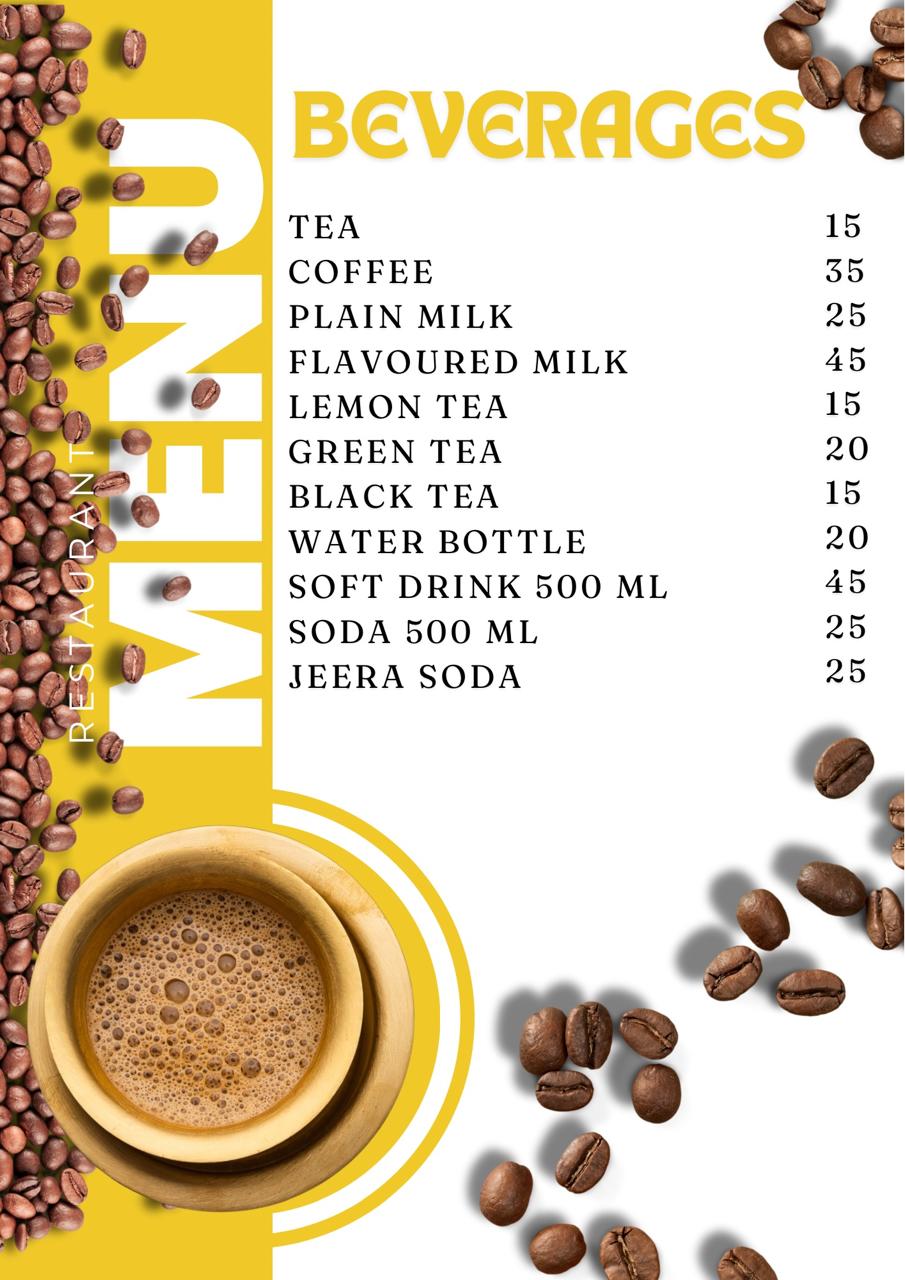 RESTAURANT
MENU
BEVERAGES
TEA 15
COFFEE 35
PLAIN MILK 25
FLAVOURED MILK 45
LEMON TEA 15
GREEN TEA 20
BLACK TEA 15
WATER BOTTLE 20
SOFT DRINK 500 ML 45
SODA 500 ML 25
JEERA SODA 25